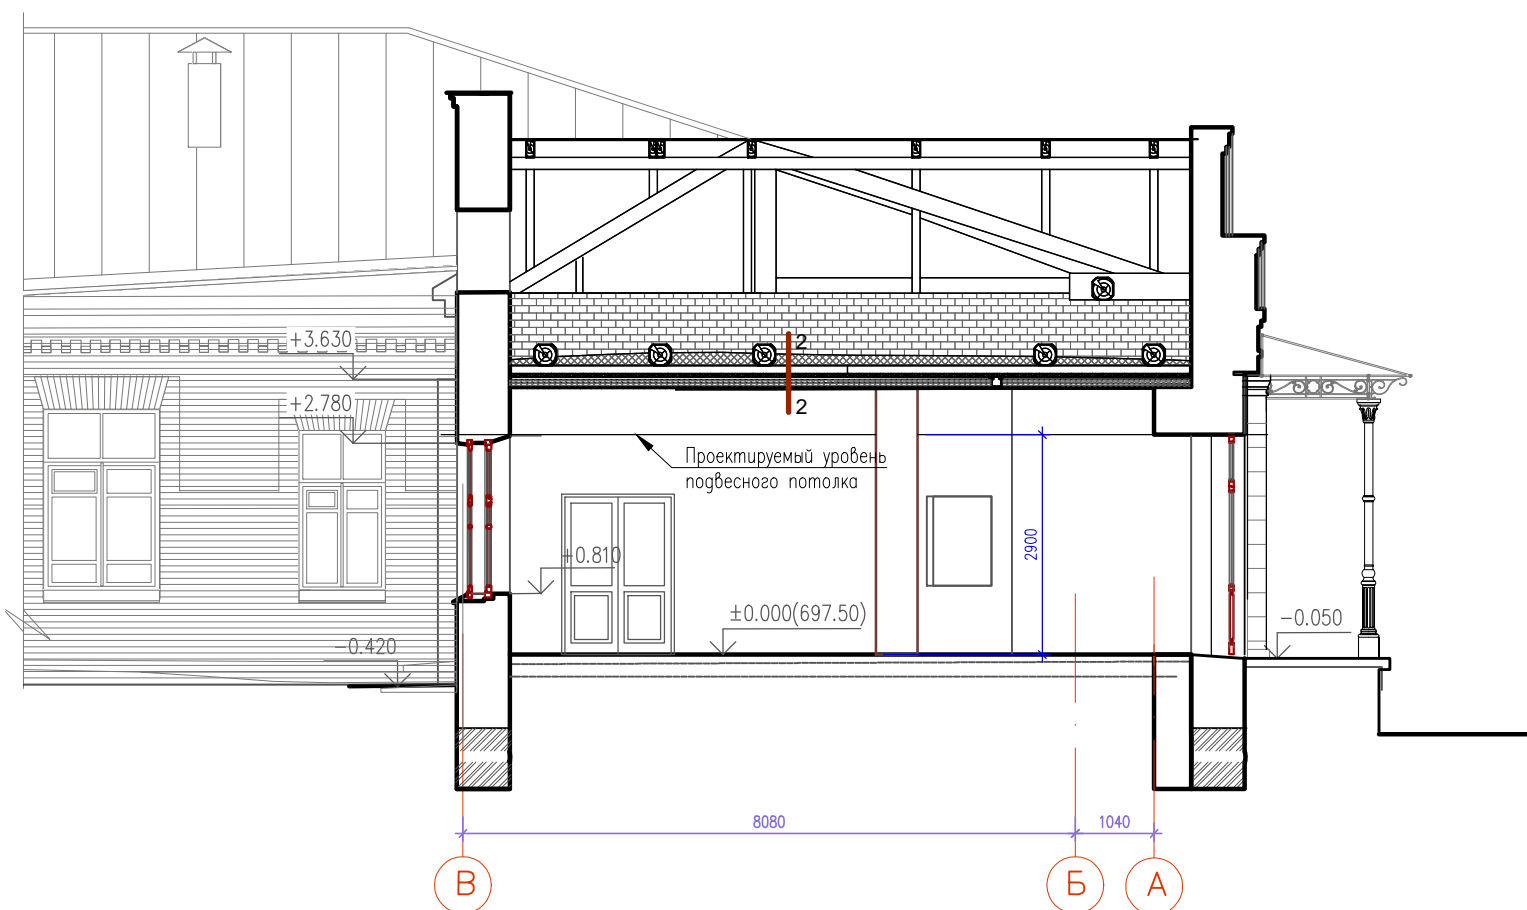 2
+3.630
+2.780
2
Проектируемый уровень
подвесного потолка
2900
+0.810
±0.000(697.50)
-0.050
-0.420
8080
1040
В
Б
А